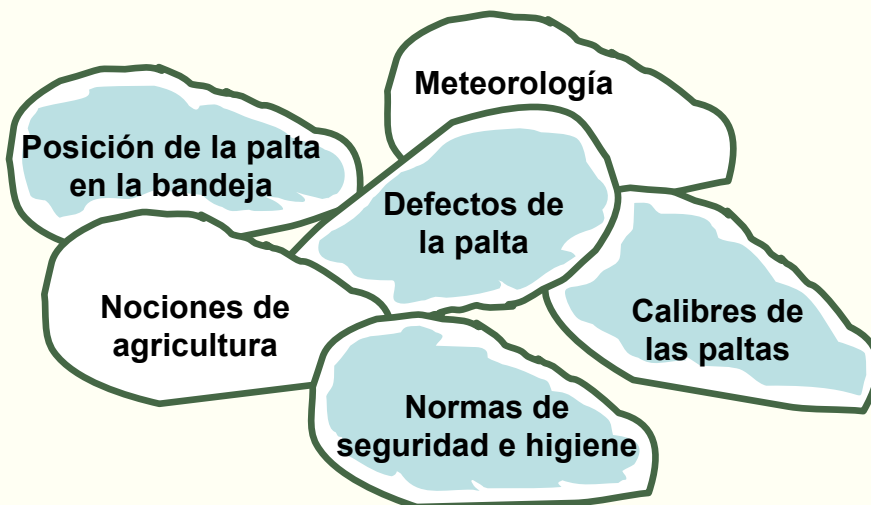 Meteorología
Posición de la palta
en la bandeja
Defectos de
la palta
Nociones de
agricultura
Calibres de
las paltas
Normas de
seguridad e higiene